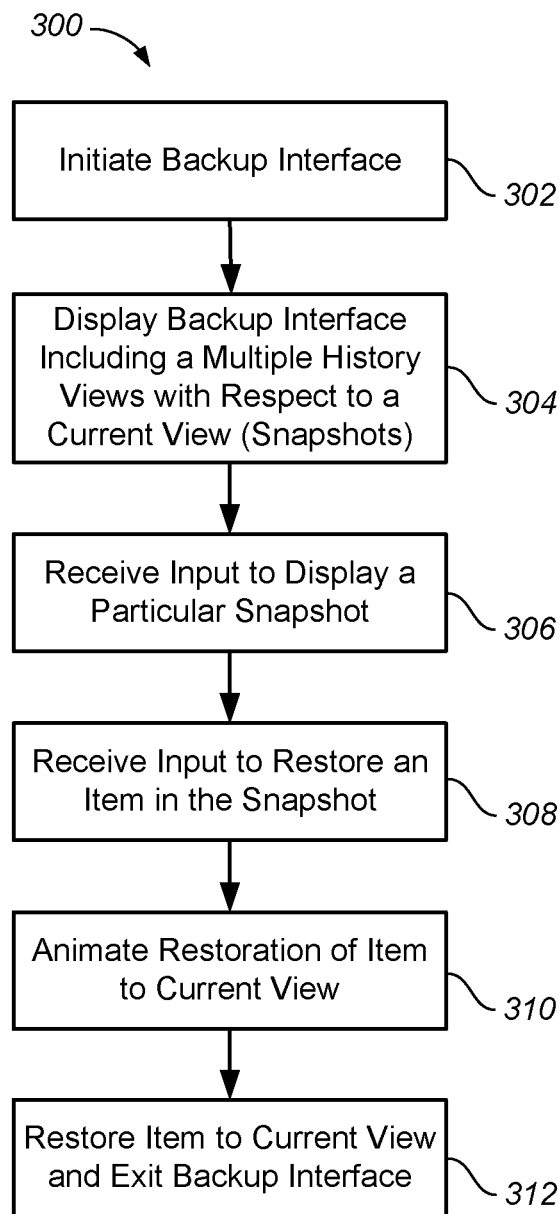 300
Initiate Backup Interface
302
Display Backup Interface
Including a Multiple History
Views with Respect to a
Current View (Snapshots)
304
Receive Input to Display a
Particular Snapshot
306
Receive Input to Restore an
Item in the Snapshot
308
Animate Restoration of Item
to Current View
310
Restore Item to Current View
and Exit Backup Interface
312